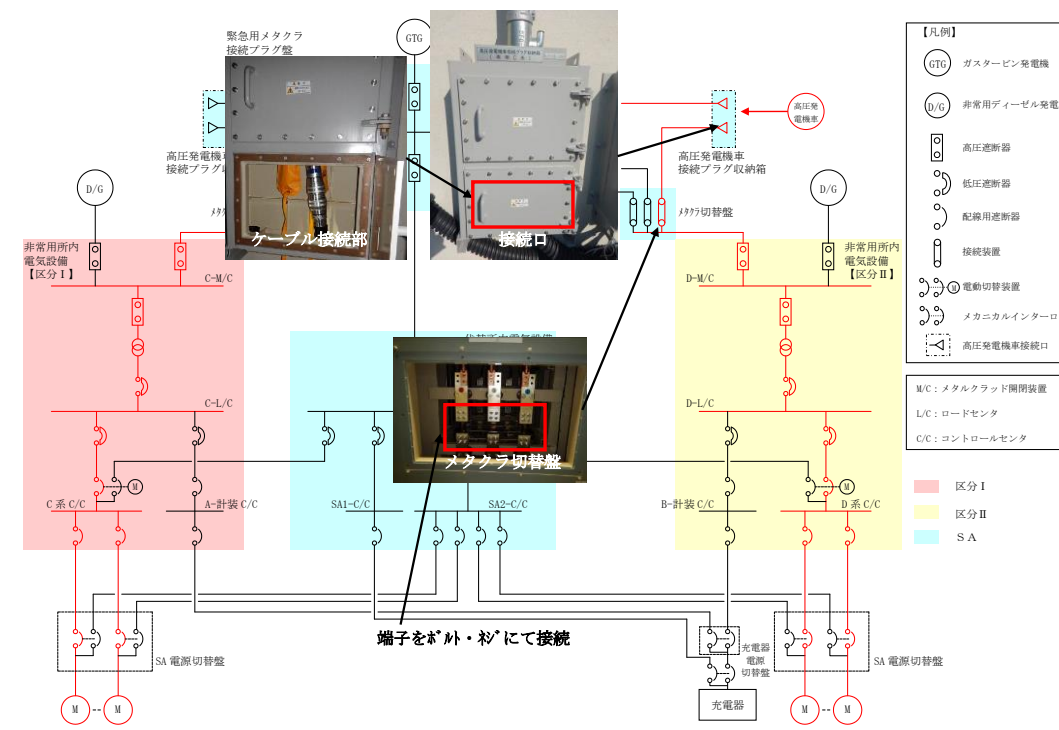 緊急用メタクラ
接続プラグ盤
GTG
高圧発電機車
接続プラグ収納箱
高圧発
電機車
D/G
D/G
メタクラ切替盤
ケーブル接続部
接続口
非常用所内
電気設備
【区分Ⅰ】
非常用所内
電気設備
【区分Ⅱ】
C-M/C
D-M/C
C-L/C
D-L/C
メタクラ切替盤
M
M
C 系 C/C
A-計装 C/C
SA1-C/C
SA2-C/C
B-計装 C/C
D 系 C/C
端子をボルト・ネジにて接続
SA 電源切替盤
充電器
電源
切替盤
SA 電源切替盤
M
M
充電器
M
M
【凡例】
GTG ガスタービン発電機
D/G 非常用ディーゼル発電
高圧遮断器
低圧遮断器
配線用遮断器
接続装置
M 電動切替装置
メカニカルインターロ
高圧発電機車接続口
M/C：メタルクラッド開閉装置
L/C：ロードセンタ
C/C：コントロールセンタ
区分Ⅰ
区分Ⅱ
ＳＡ